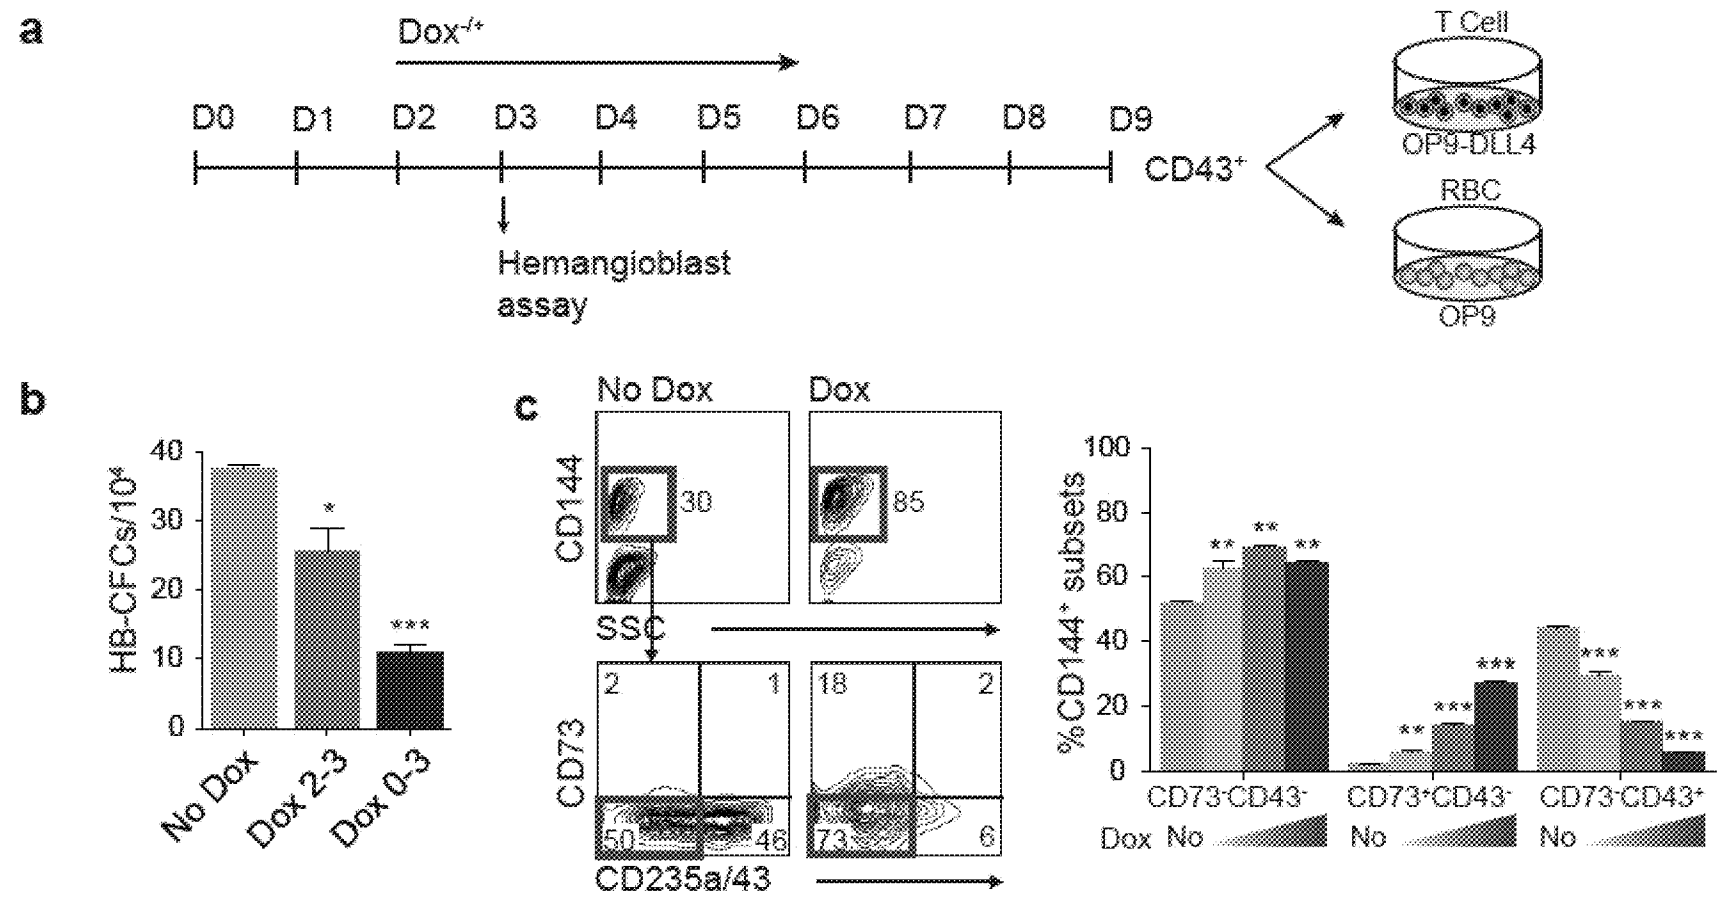 a
Dox-/+
D0 D1 D2 D3 D4 D5 D6 D7 D8 D9
CD43+
Hemangioblast
assay
T Cell
OP9-DLL4
RBC
OP9
b
HB-CFCs/10⁴
40
30
20
10
0
*
***
No Dox
Dox 2-3
Dox 0-3
c
No Dox
Dox
CD144
30
85
SSC
CD73
2
1
50
46
18
2
73
6
CD235a/43
%CD144+ subsets
100
80
60
40
20
0
** ** **
** *** ***
*** *** ***
CD73-CD43- CD73+CD43- CD73-CD43+
Dox No No No